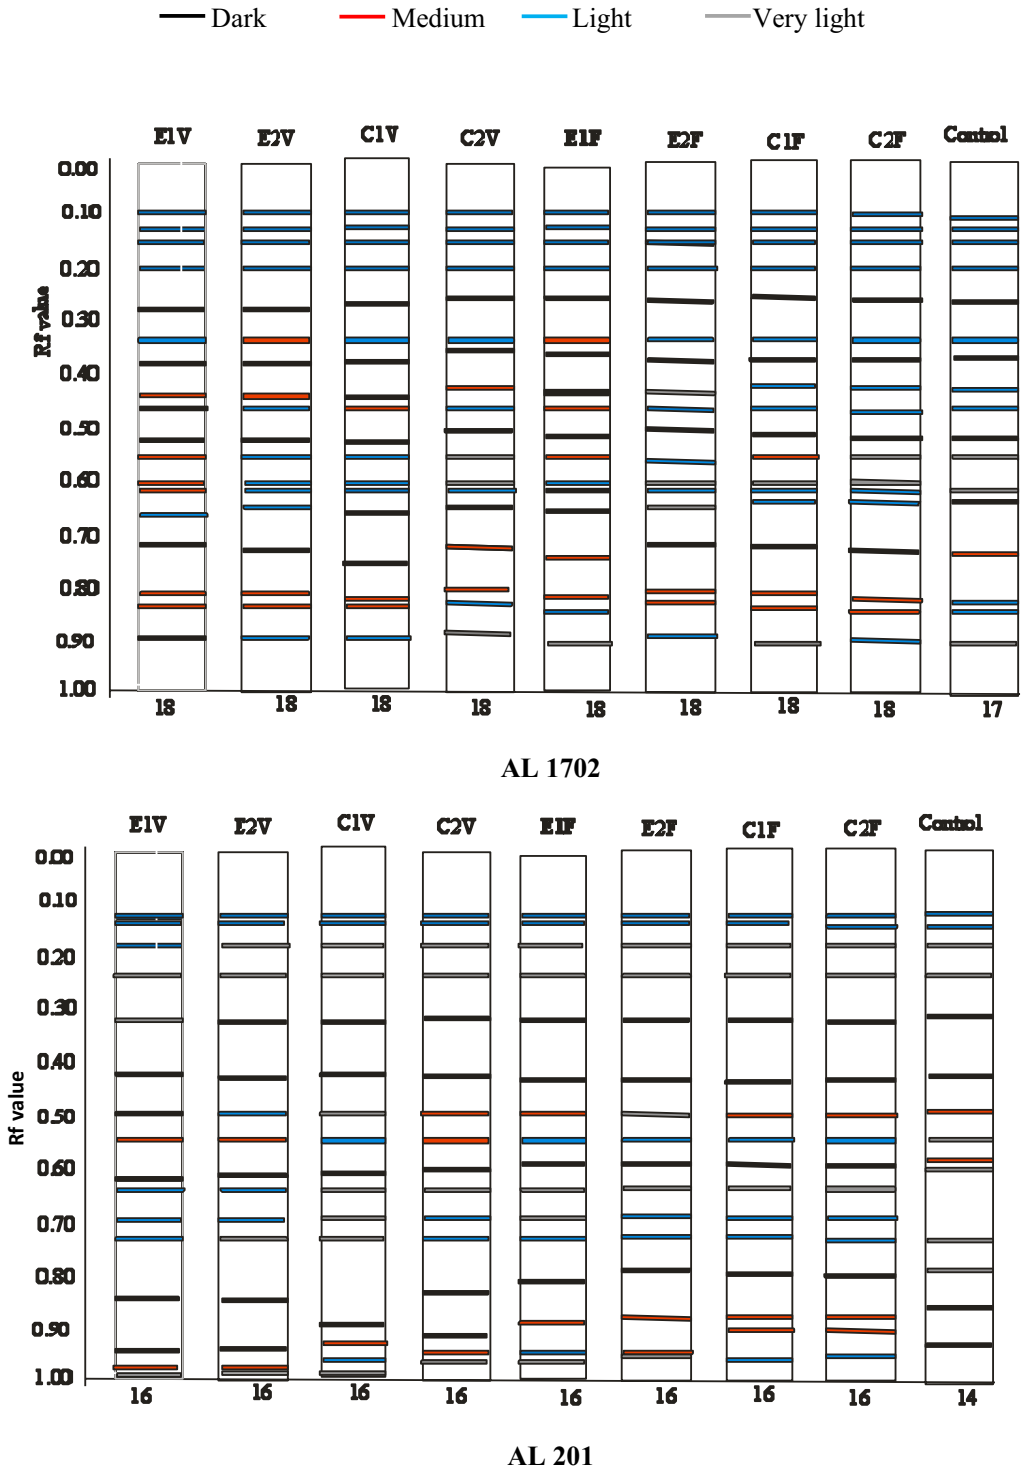 Dark Medium Light Very light
E1V E2V C1V C2V E1F E2F C1F C2F Control
0.00
0.10
0.20
0.30
0.40
0.50
0.60
0.70
0.80
0.90
1.00
Rf value
18 18 18 18 18 18 18 18 17
AL 1702
E1V E2V C1V C2V E1F E2F C1F C2F Control
0.00
0.10
0.20
0.30
0.40
0.50
0.60
0.70
0.80
0.90
1.00
Rf value
16 16 16 16 16 16 16 16 14
AL 201